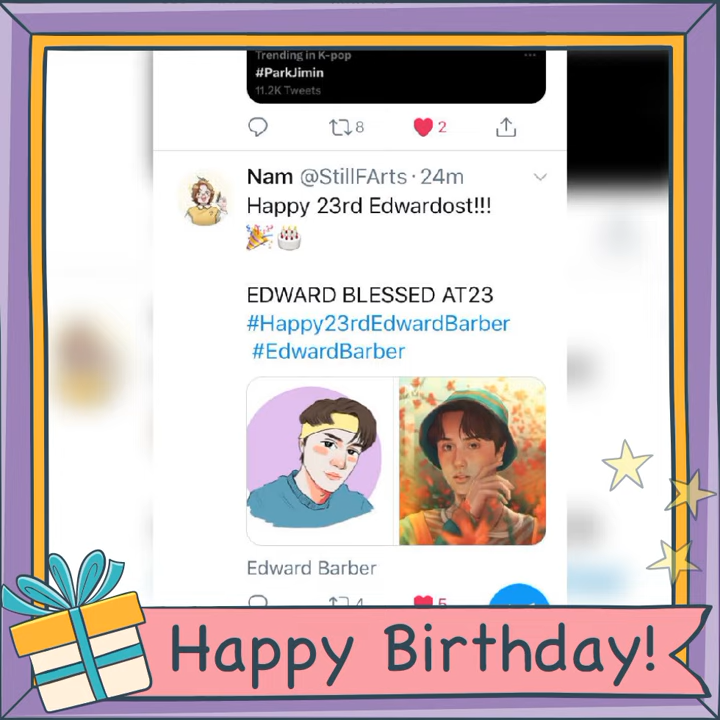 Trending in K-pop
#ParkJimin
11.2K Tweets
8
2
Nam @StillFArts · 24m
Happy 23rd Edwardost!!!
🎉🎂
EDWARD BLESSED AT23
#Happy23rdEdwardBarber
#EdwardBarber
Edward Barber
4
5
Happy Birthday!